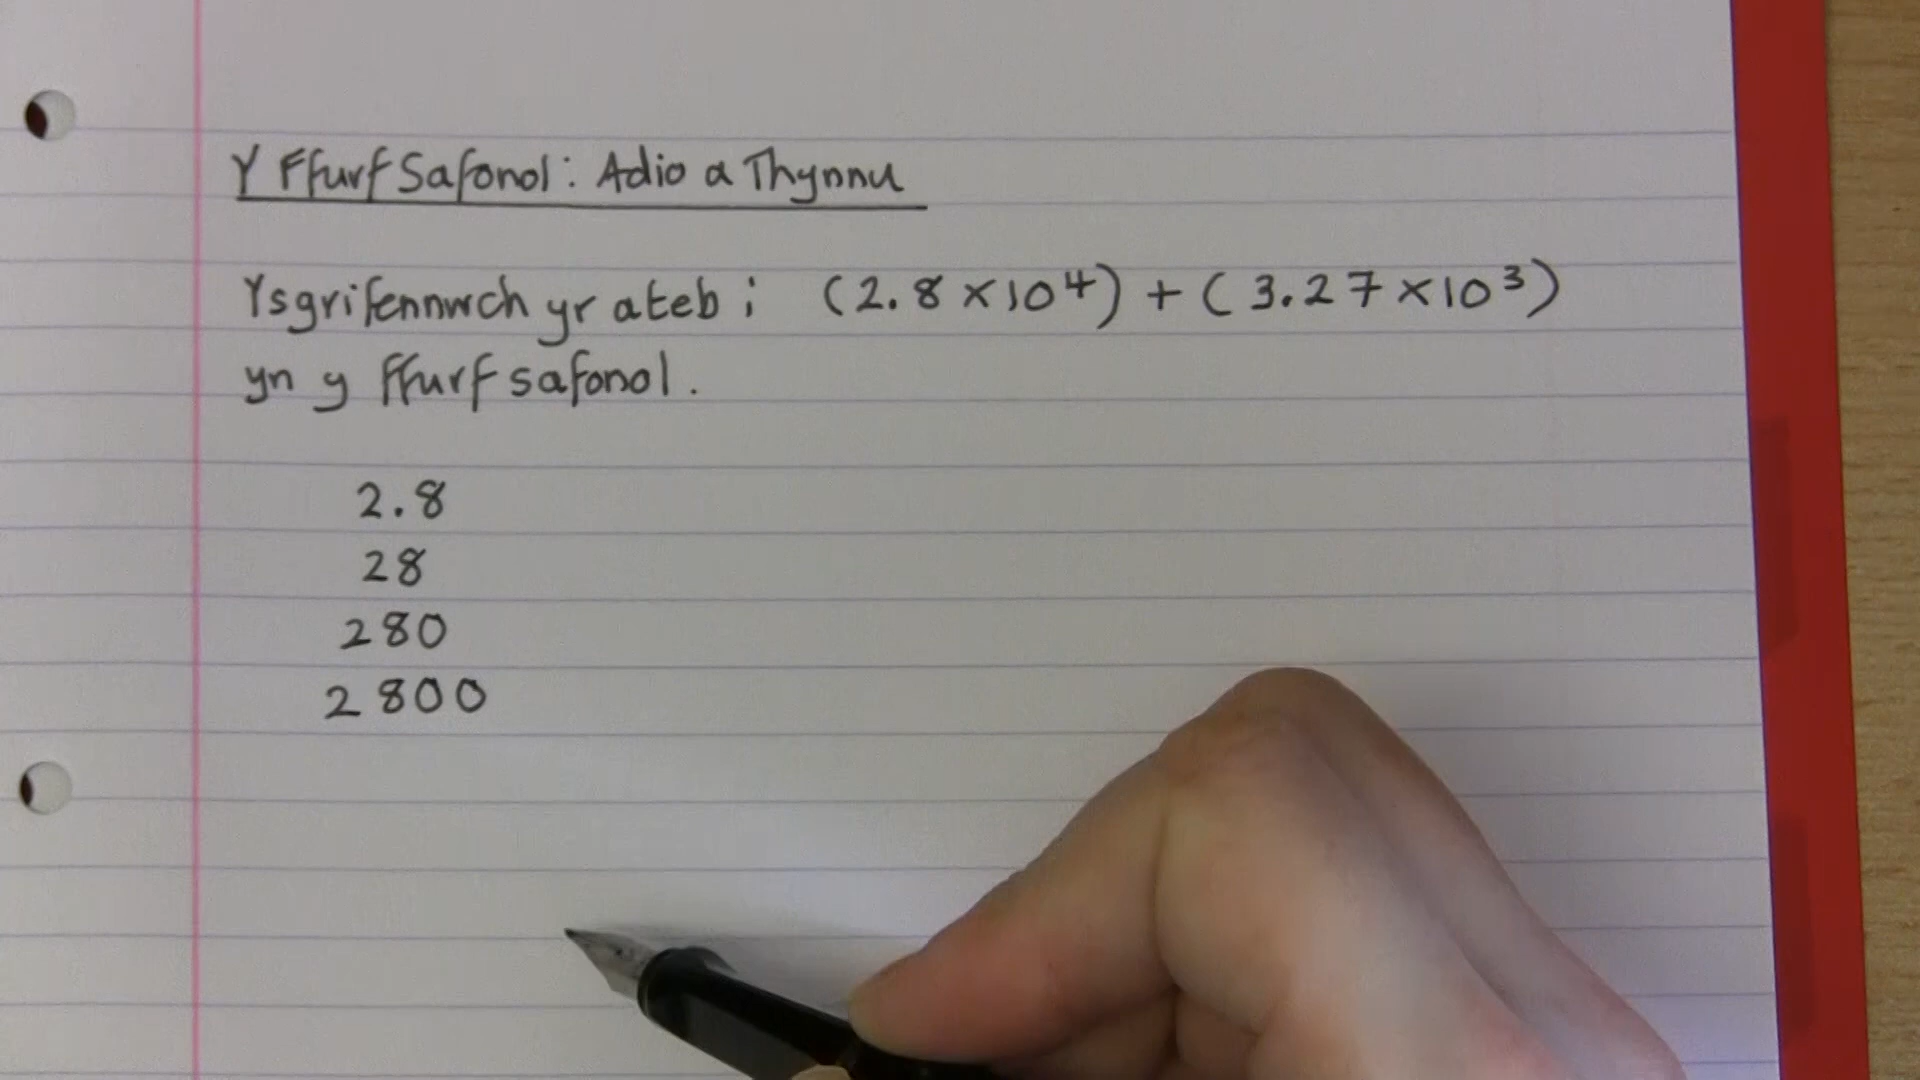 Y Ffurf Safonol: Adio a Thynnu
Ysgrifennwch yr ateb i (2.8 × 10⁴) + (3.27 × 10³)
yn y ffurf safonol.
2.8
28
280
2800